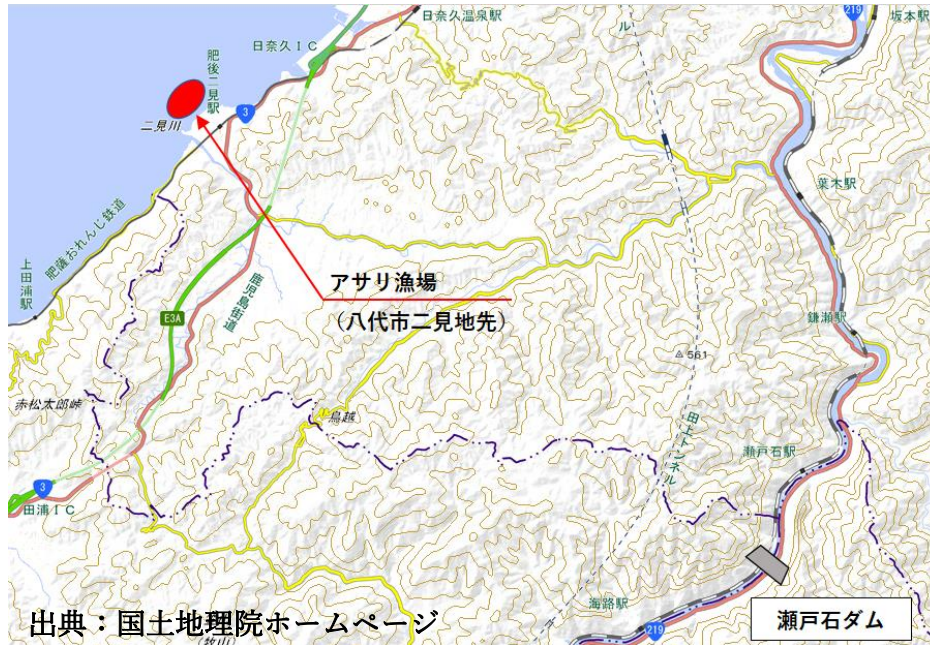 日奈久温泉駅
219
坂本駅
日奈久IC
肥後二見駅
3
二見川
葉木駅
肥薩おれんじ鉄道
上田浦駅
鹿児島街道
アサリ漁場
(八代市二見地先)
E3A
鎌瀬駅
561
赤松太郎峠
鳥越
田上トンネル
瀬戸石駅
3
田浦IC
海路駅
瀬戸石ダム
219
出典:国土地理院ホームページ